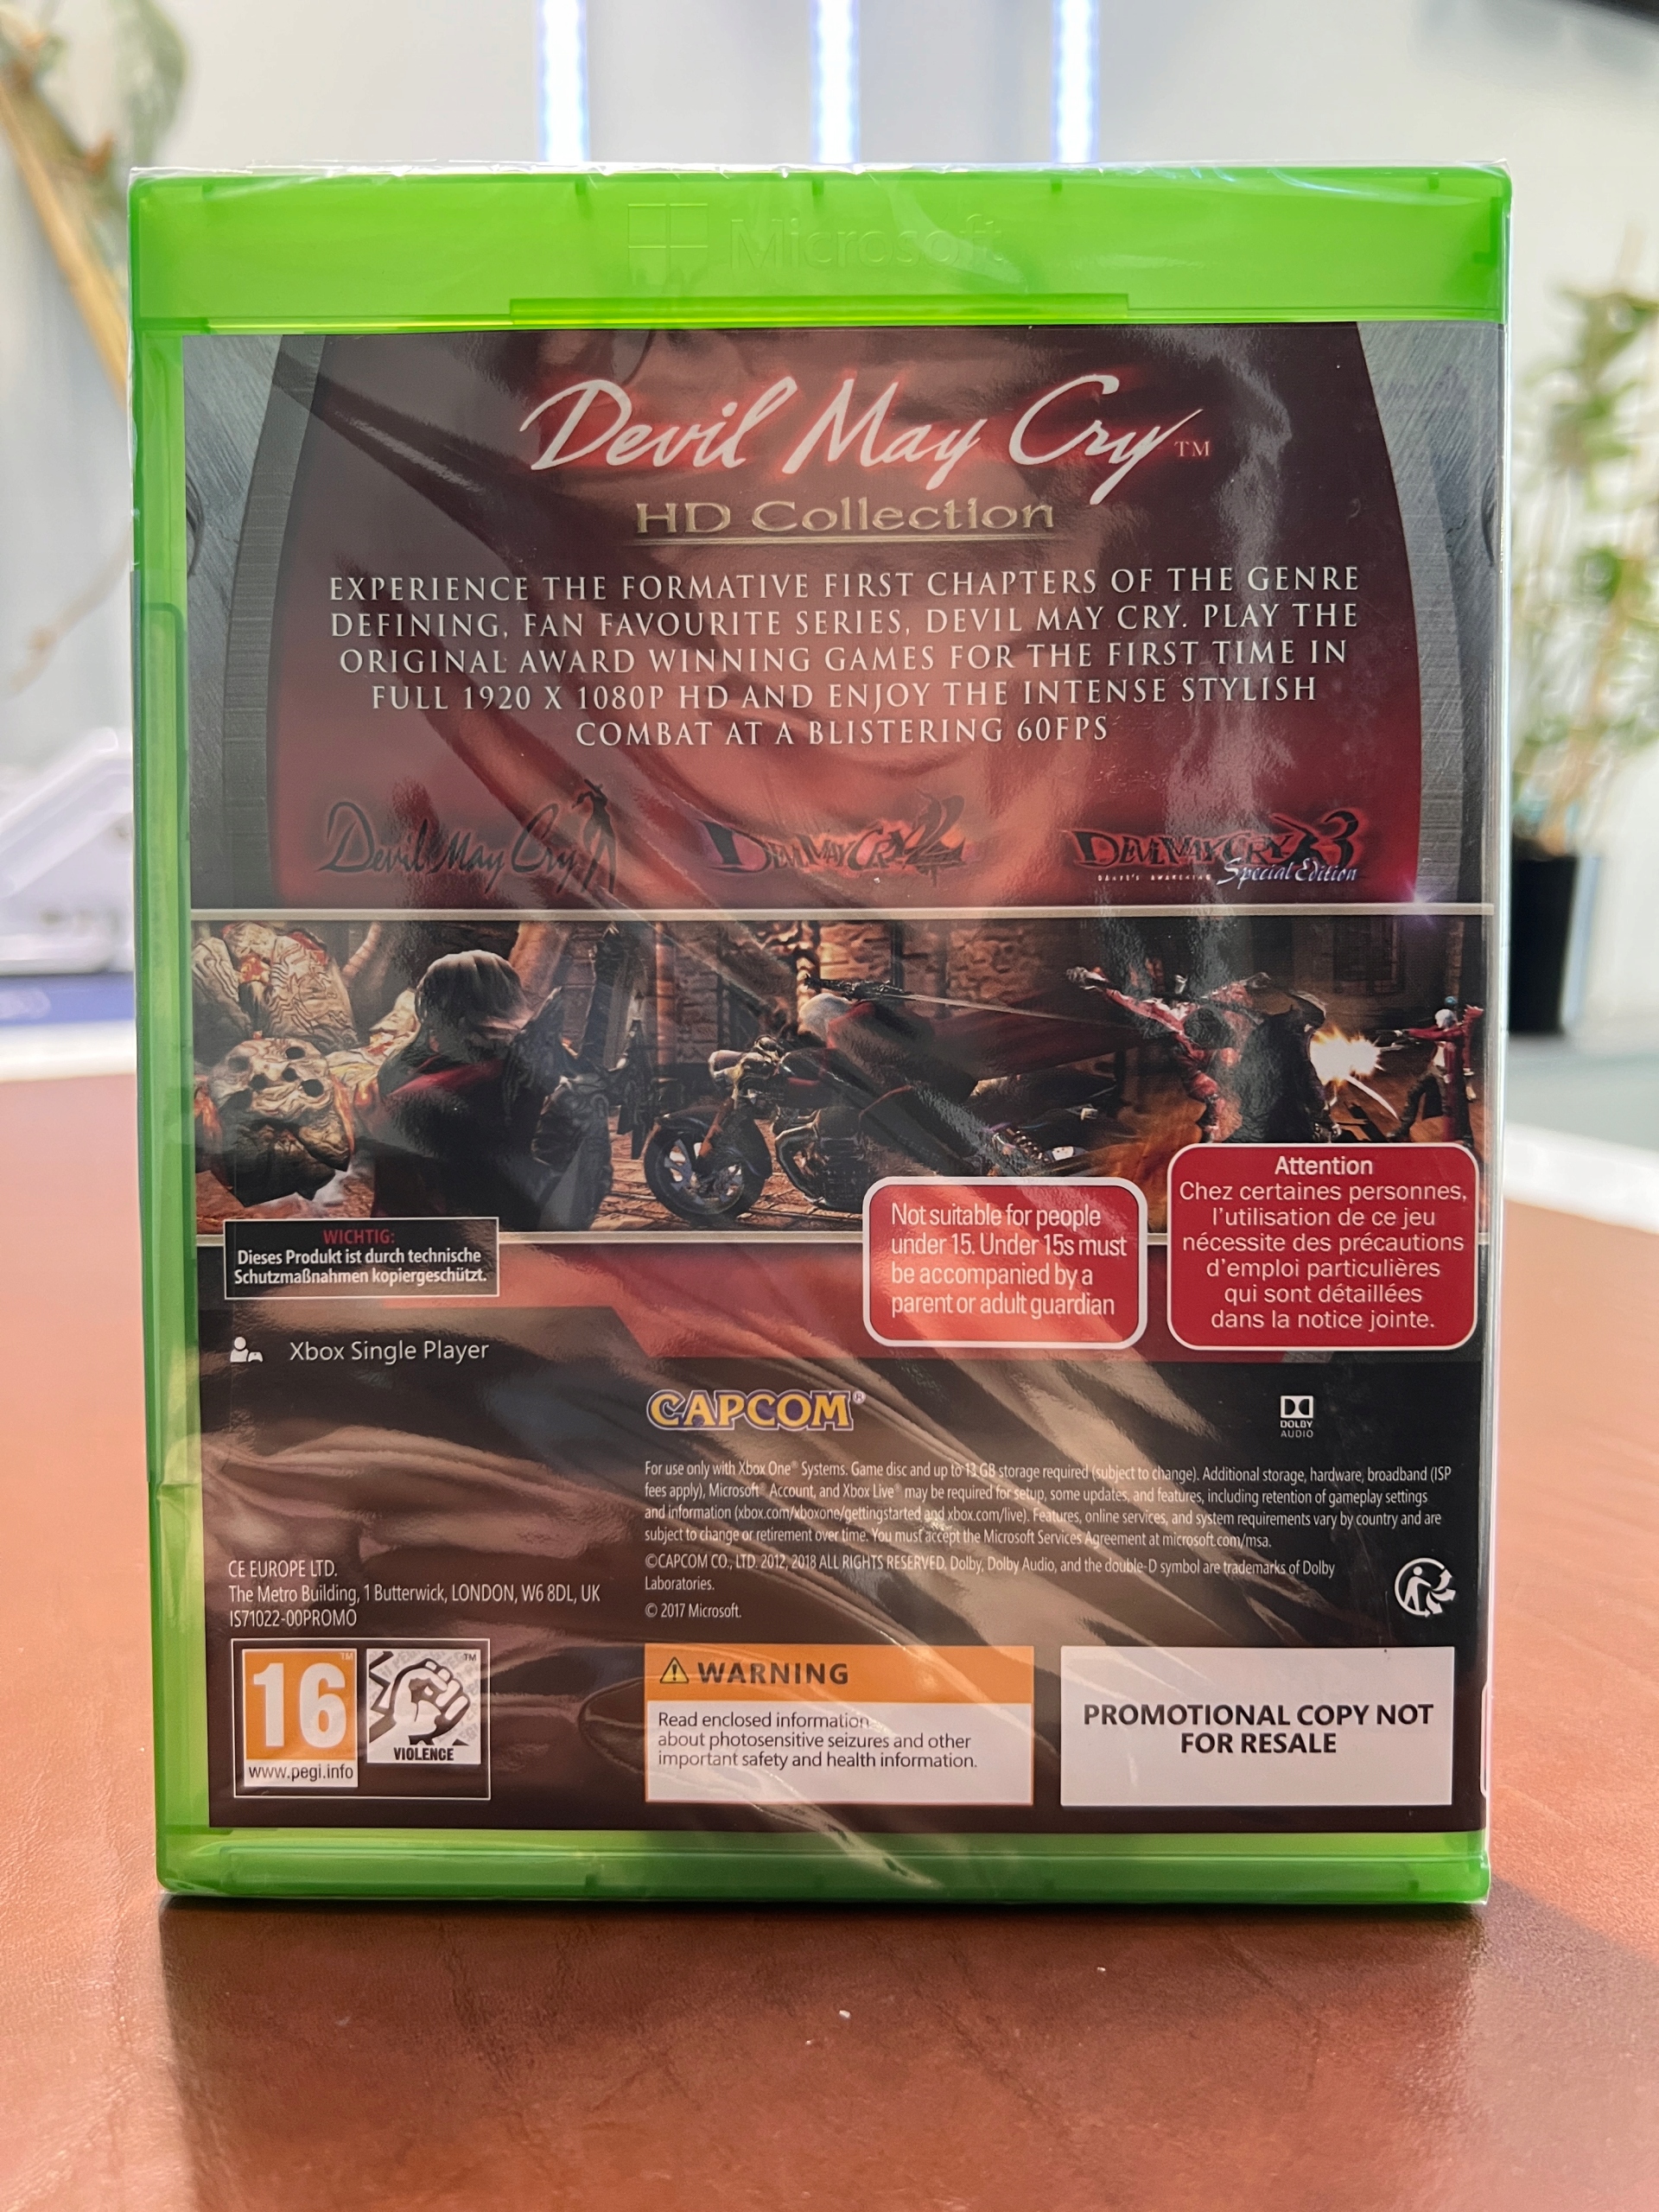 Microsoft
Devil May Cry™
HD Collection
EXPERIENCE THE FORMATIVE FIRST CHAPTERS OF THE GENRE
DEFINING, FAN FAVOURITE SERIES, DEVIL MAY CRY. PLAY THE
ORIGINAL AWARD WINNING GAMES FOR THE FIRST TIME IN
FULL 1920 X 1080P HD AND ENJOY THE INTENSE STYLISH
COMBAT AT A BLISTERING 60FPS
Devil May Cry
DEVIL MAY CRY 2
DEVIL MAY CRY 3
DANTE'S AWAKENING Special Edition
WICHTIG:
Dieses Produkt ist durch technische
Schutzmaßnahmen kopiergeschützt.
Not suitable for people
under 15. Under 15s must
be accompanied by a
parent or adult guardian
Attention
Chez certaines personnes,
l'utilisation de ce jeu
nécessite des précautions
d'emploi particulières
qui sont détaillées
dans la notice jointe.
Xbox Single Player
CAPCOM®
DOLBY
AUDIO
For use only with Xbox One® Systems. Game disc and up to 13 GB storage required (subject to change). Additional storage, hardware, broadband (ISP
fees apply), Microsoft® Account, and Xbox Live® may be required for setup, some updates, and features, including retention of gameplay settings
and information (xbox.com/xboxone/gettingstarted and xbox.com/live). Features, online services, and system requirements vary by country and are
subject to change or retirement over time. You must accept the Microsoft Services Agreement at microsoft.com/msa.
©CAPCOM CO., LTD. 2012, 2018 ALL RIGHTS RESERVED, Dolby, Dolby Audio, and the double-D symbol are trademarks of Dolby
Laboratories.
© 2017 Microsoft.
CE EUROPE LTD.
The Metro Building, 1 Butterwick, LONDON, W6 8DL, UK
IS71022-00PROMO
16™
www.pegi.info
™
VIOLENCE
WARNING
Read enclosed information
about photosensitive seizures and other
important safety and health information.
PROMOTIONAL COPY NOT
FOR RESALE